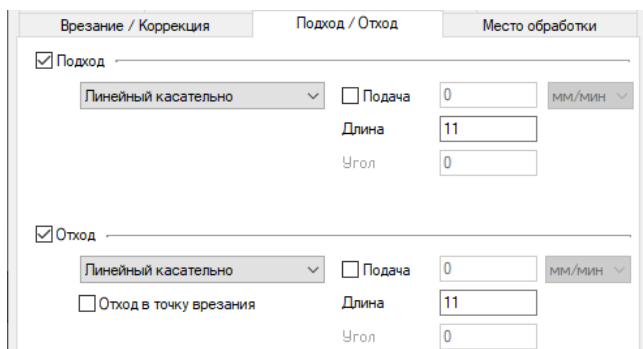 Врезание / Коррекция Подход / Отход Место обработки
Подход
Линейный касательно Подача 0 мм/мин
Длина 11
Угол 0
Отход
Линейный касательно Подача 0 мм/мин
Отход в точку врезания Длина 11
Угол 0